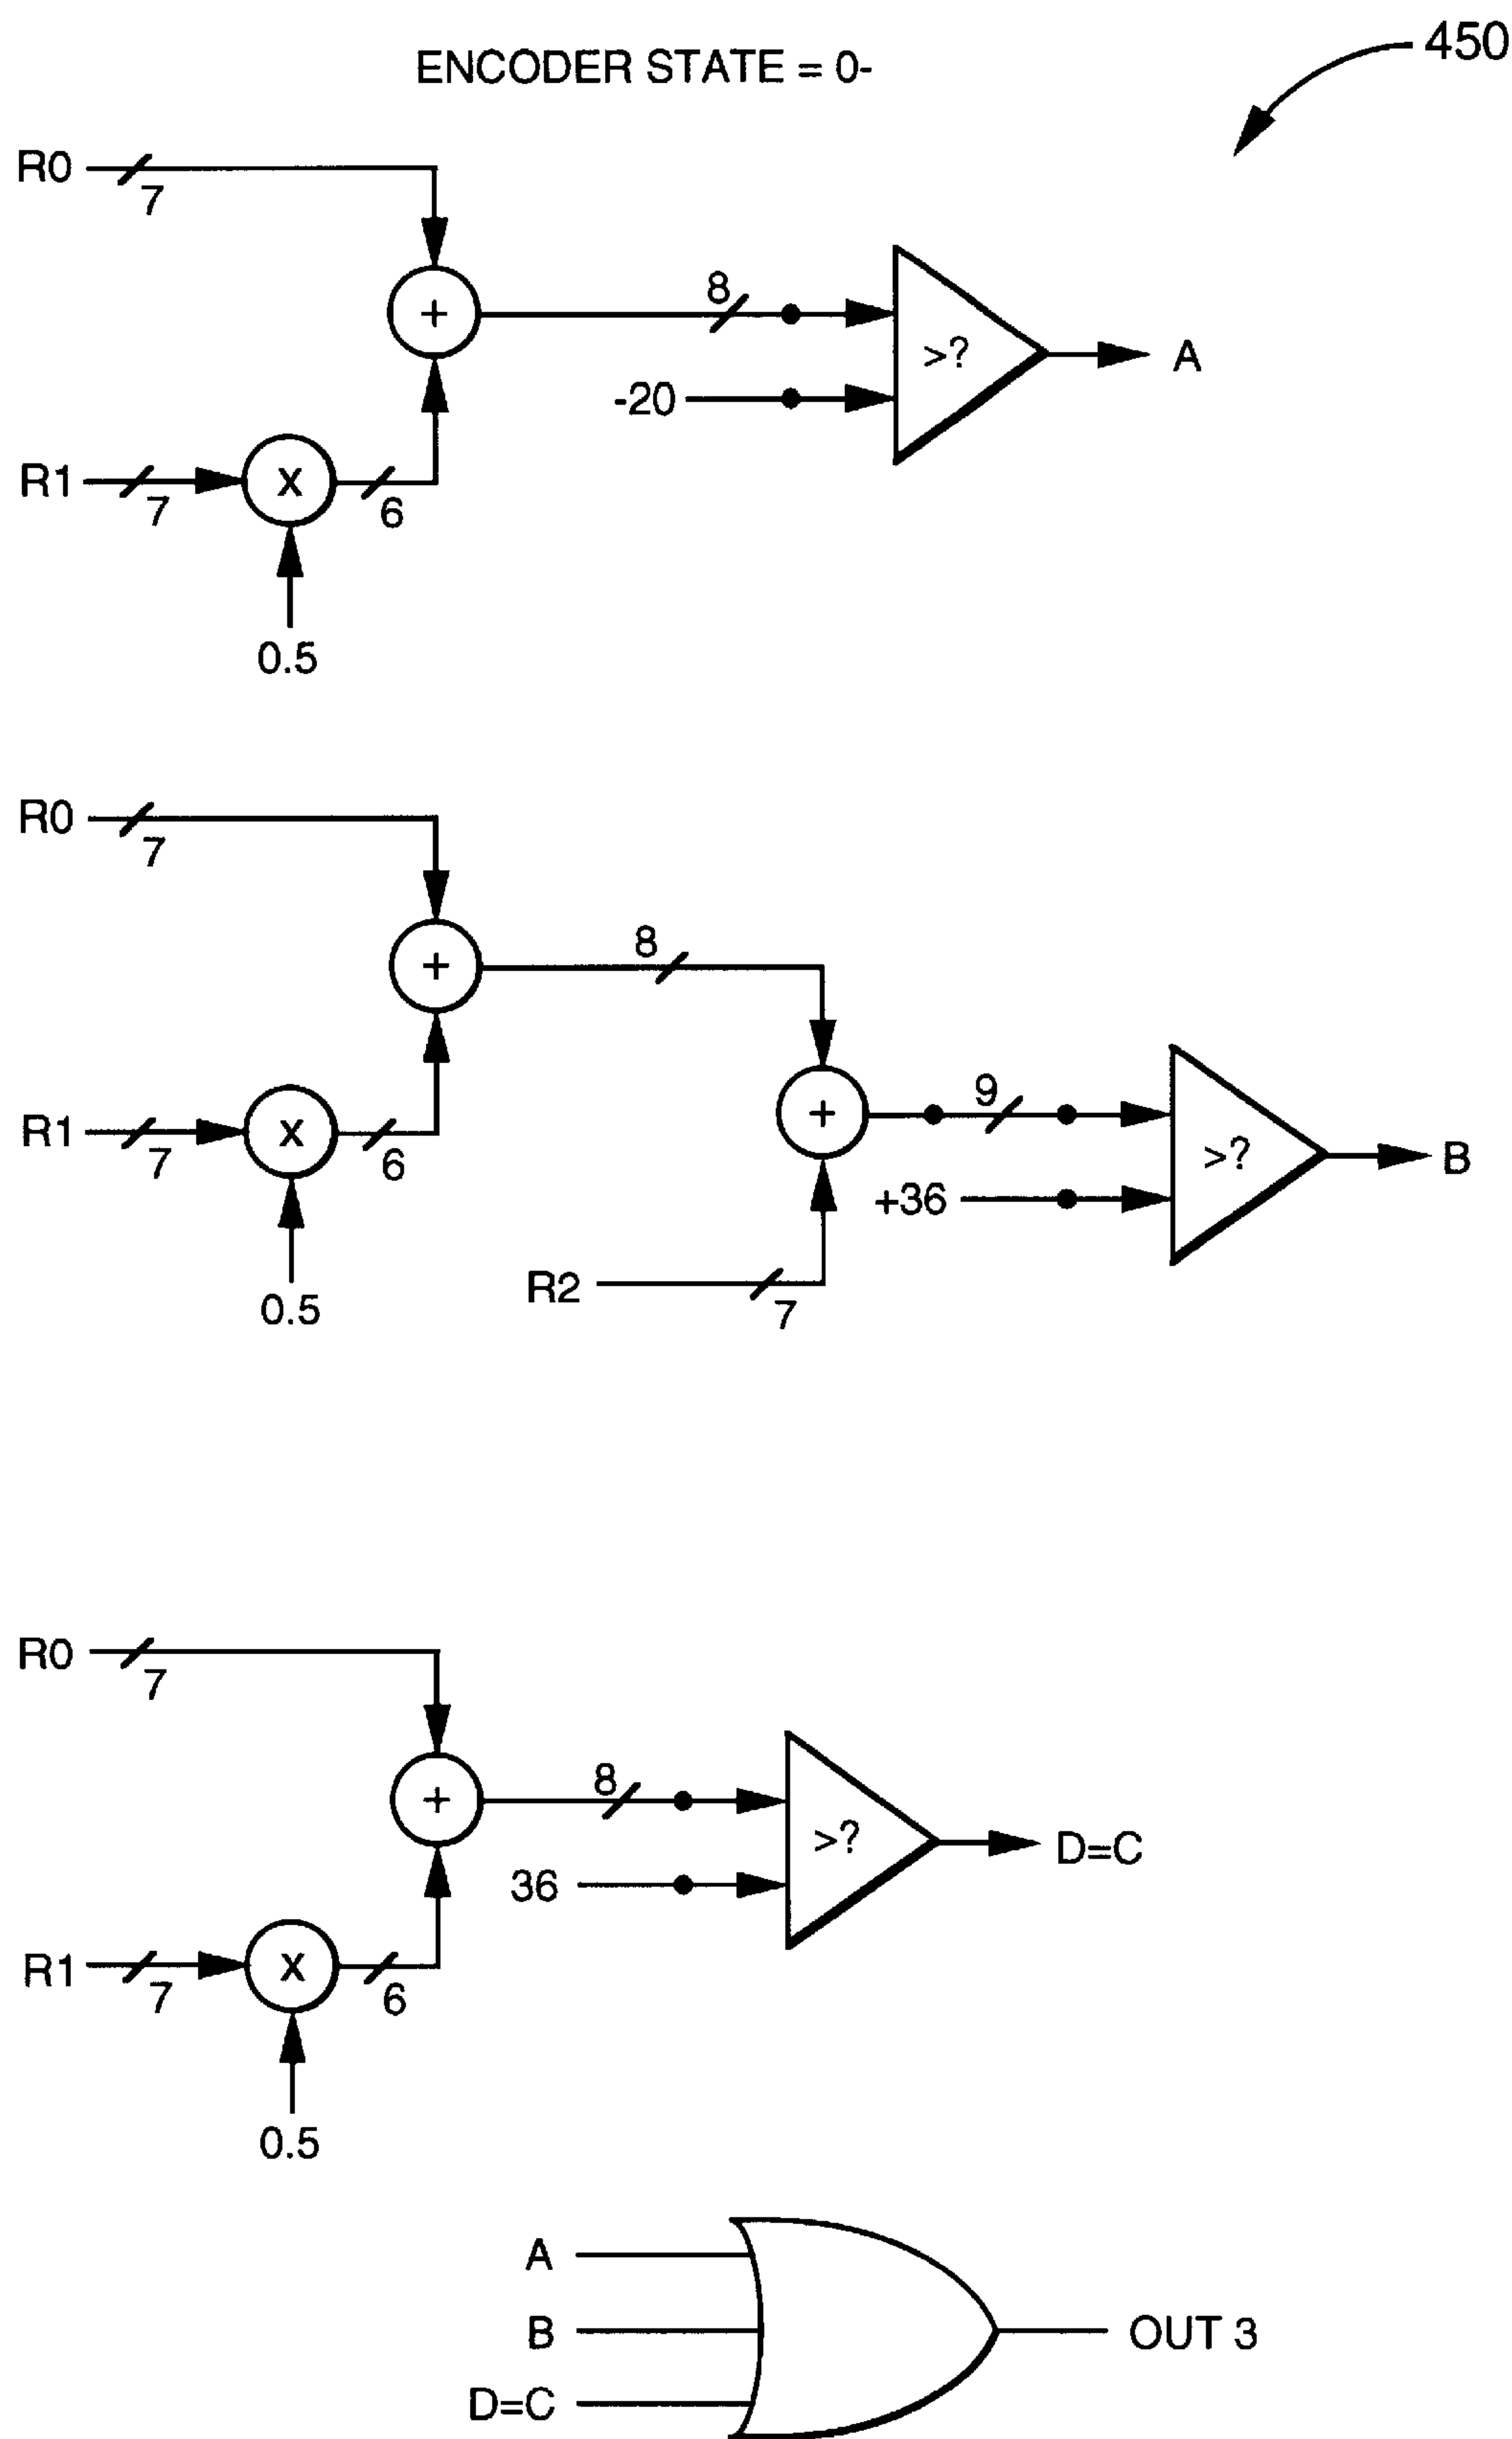 450
ENCODER STATE = 0-
R0
7
+
8
>?
A
-20
R1
7
x
6
0.5
R0
7
+
8
R1
7
x
6
+
9
>?
B
+36
0.5
R2
7
R0
7
+
8
>?
D=C
36
R1
7
x
6
0.5
A
B
OUT 3
D=C